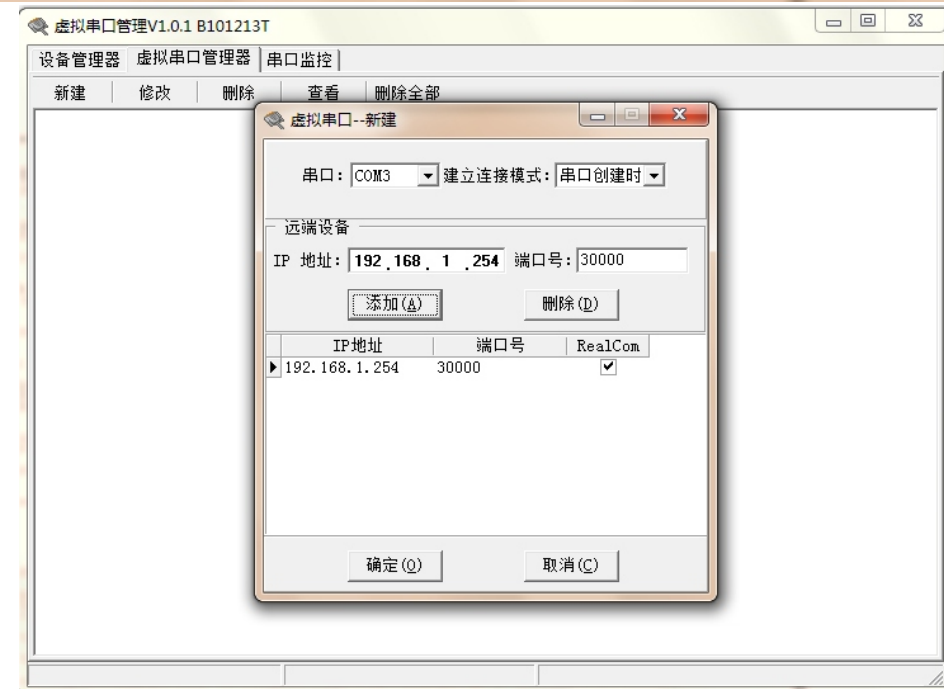 虚拟串口管理V1.0.1 B101213T
设备管理器 虚拟串口管理器 串口监控
新建 修改 删除 查看 删除全部
虚拟串口--新建
串口: COM3 建立连接模式: 串口创建时
远端设备
IP 地址: 192.168.1.254 端口号: 30000
添加(A) 删除(D)
IP地址 端口号 RealCom
192.168.1.254 30000
确定(O) 取消(C)